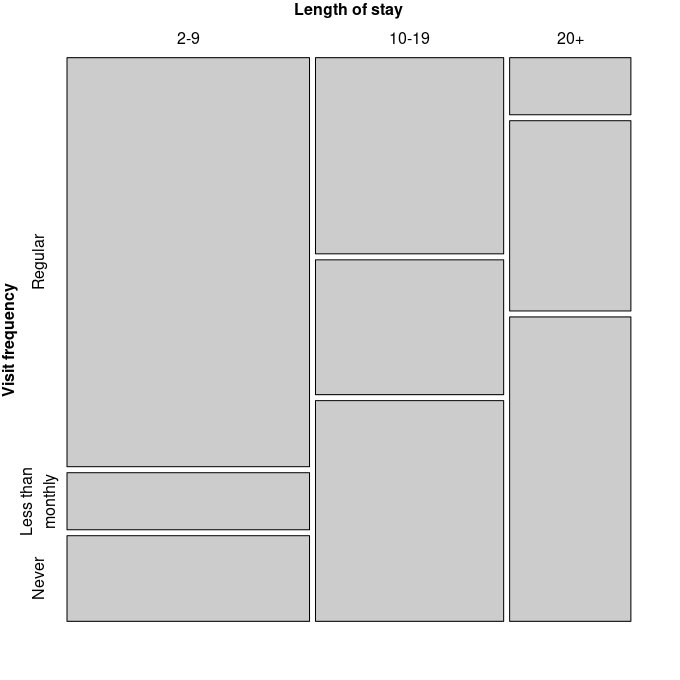 Length of stay
2-9 10-19 20+
Visit frequency
Regular
Less than
monthly
Never